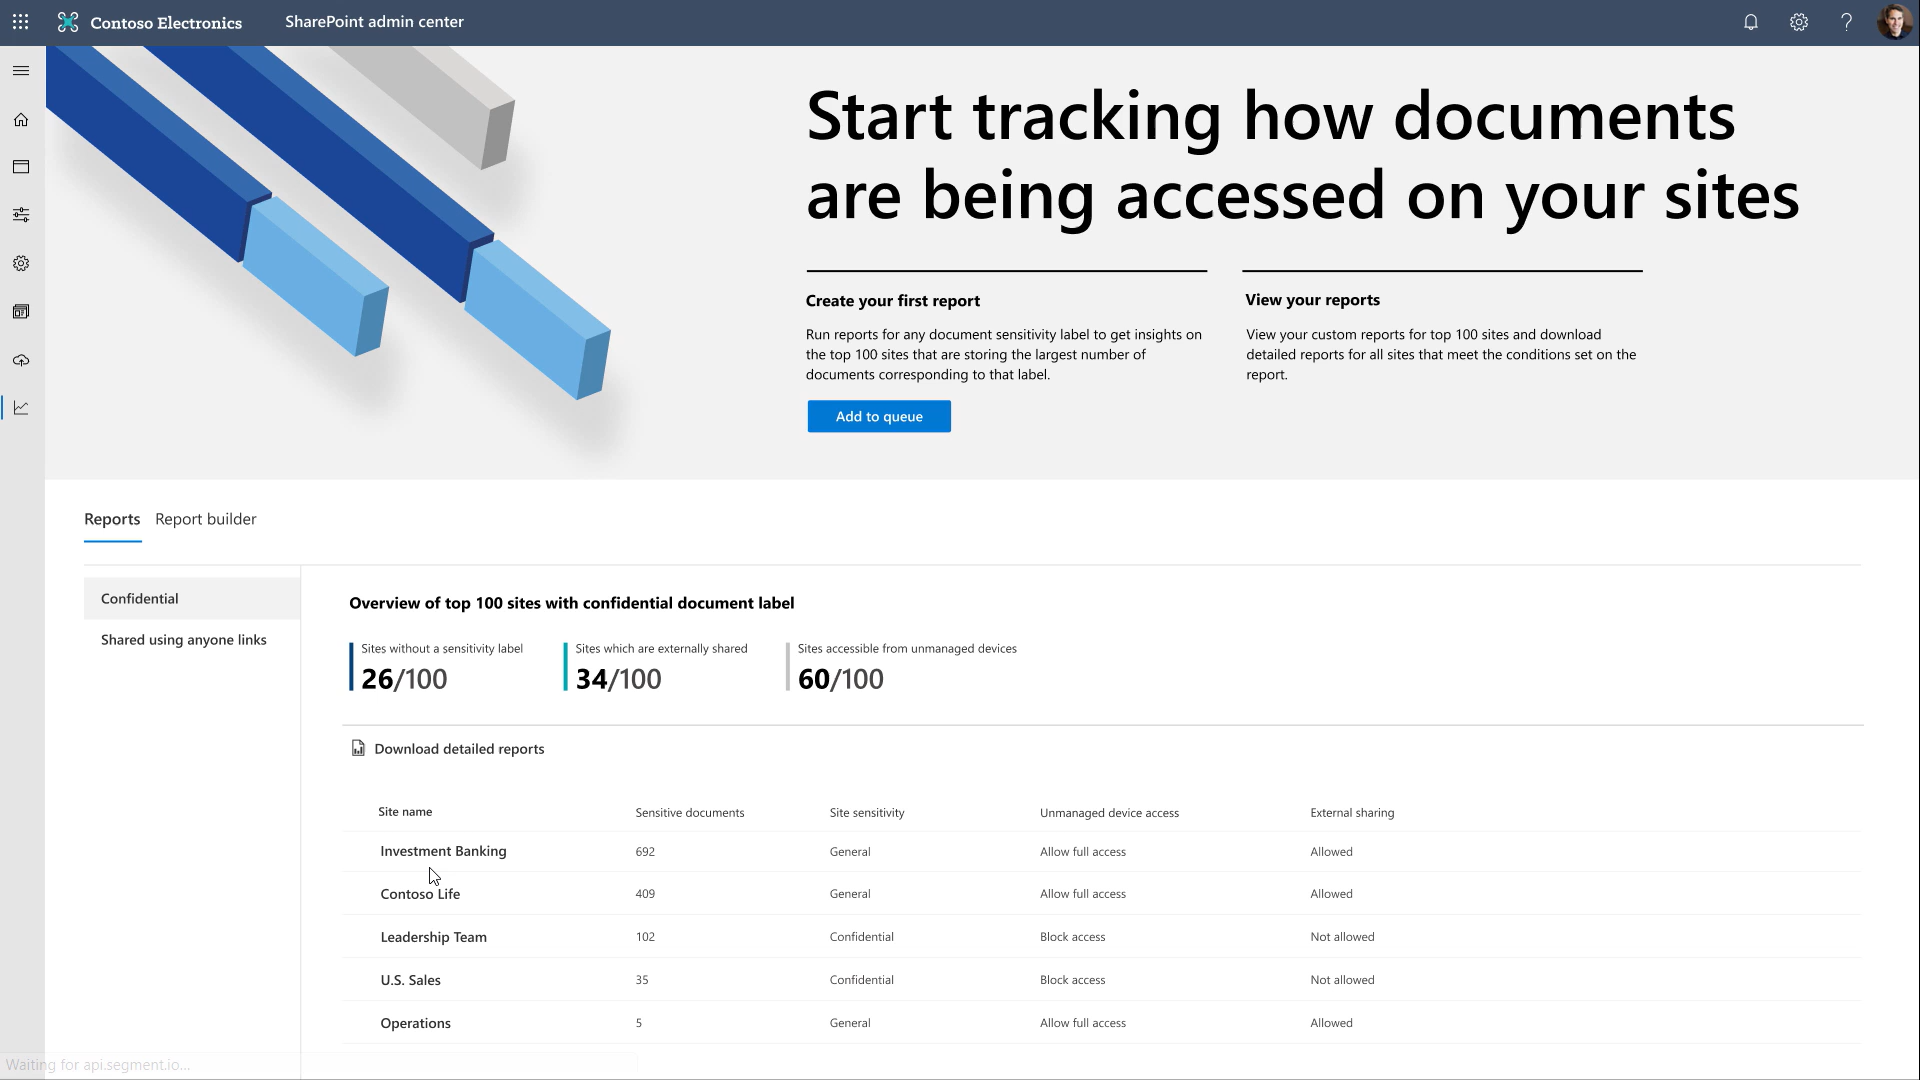 Contoso Electronics
SharePoint admin center
Start tracking how documents
are being accessed on your sites
Create your first report
Run reports for any document sensitivity label to get insights on
the top 100 sites that are storing the largest number of
documents corresponding to that label.
Add to queue
View your reports
View your custom reports for top 100 sites and download
detailed reports for all sites that meet the conditions set on the
report.
Reports
Report builder
Confidential
Shared using anyone links
Overview of top 100 sites with confidential document label
Sites without a sensitivity label
26/100
Sites which are externally shared
34/100
Sites accessible from unmanaged devices
60/100
Download detailed reports
Site name Sensitive documents Site sensitivity Unmanaged device access External sharing
Investment Banking 692 General Allow full access Allowed
Contoso Life 409 General Allow full access Allowed
Leadership Team 102 Confidential Block access Not allowed
U.S. Sales 35 Confidential Block access Not allowed
Operations 5 General Allow full access Allowed
Waiting for api.segment.io...